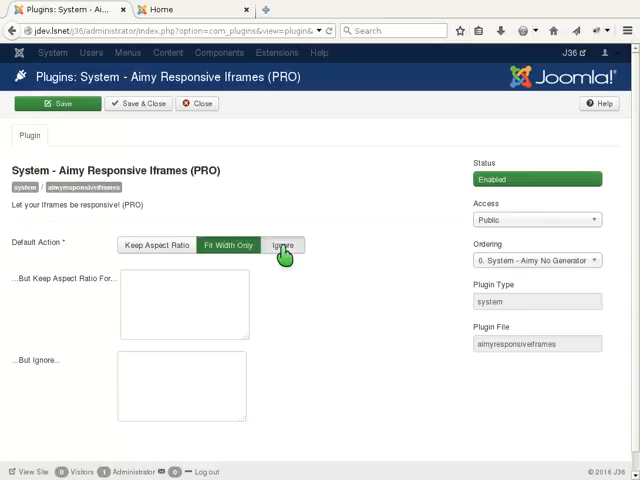 Plugins: System - Ai...
Home
jdev.lsnet/j36/administrator/index.php?option=com_plugins&view=plugin&
Search
System Users Menus Content Components Extensions Help
J36
Plugins: System - Aimy Responsive Iframes (PRO)
Joomla!
Save
Save & Close
Close
Help
Plugin
System - Aimy Responsive Iframes (PRO)
system / aimyresponsiveiframes
Let your Iframes be responsive! (PRO)
Default Action *
Keep Aspect Ratio
Fit Width Only
Ignore
...But Keep Aspect Ratio For...
...But Ignore...
Status
Enabled
Access
Public
Ordering
0. System - Aimy No Generator
Plugin Type
system
Plugin File
aimyresponsiveiframes
View Site 0 Visitors 1 Administrator 0 Log out
© 2016 J36